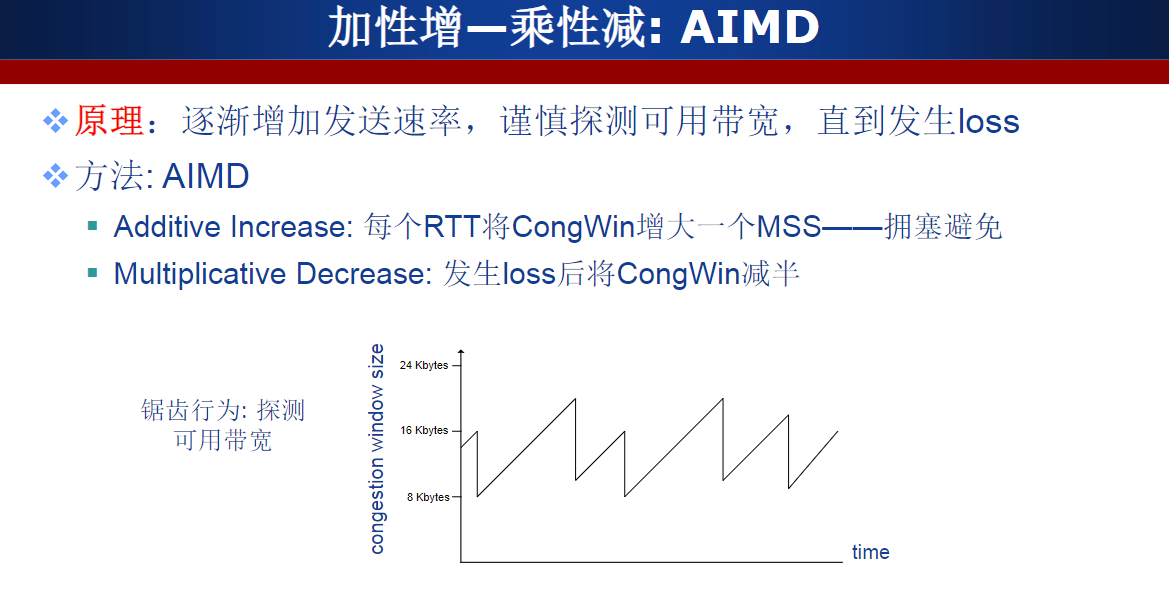 加性增—乘性减: AIMD
原理：逐渐增加发送速率，谨慎探测可用带宽，直到发生loss
方法: AIMD
Additive Increase: 每个RTT将CongWin增大一个MSS——拥塞避免
Multiplicative Decrease: 发生loss后将CongWin减半
锯齿行为: 探测
可用带宽
congestion window size
24 Kbytes
16 Kbytes
8 Kbytes
time